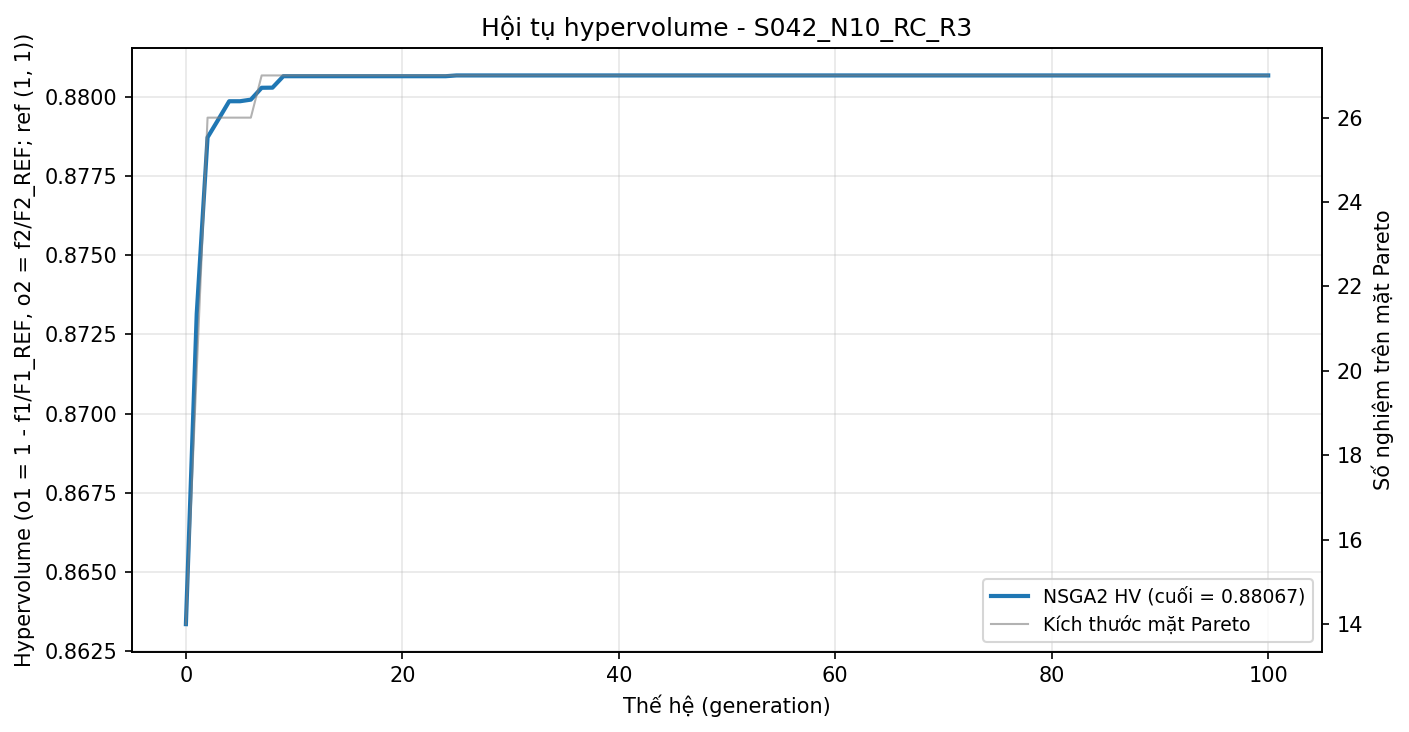 Hội tụ hypervolume - S042_N10_RC_R3
Hypervolume (o1 = 1 - f1/F1_REF, o2 = f2/F2_REF; ref (1, 1))
0.8800
0.8775
0.8750
0.8725
0.8700
0.8675
0.8650
0.8625
26
24
22
20
18
16
14
Số nghiệm trên mặt Pareto
NSGA2 HV (cuối = 0.88067)
Kích thước mặt Pareto
0 20 40 60 80 100
Thế hệ (generation)